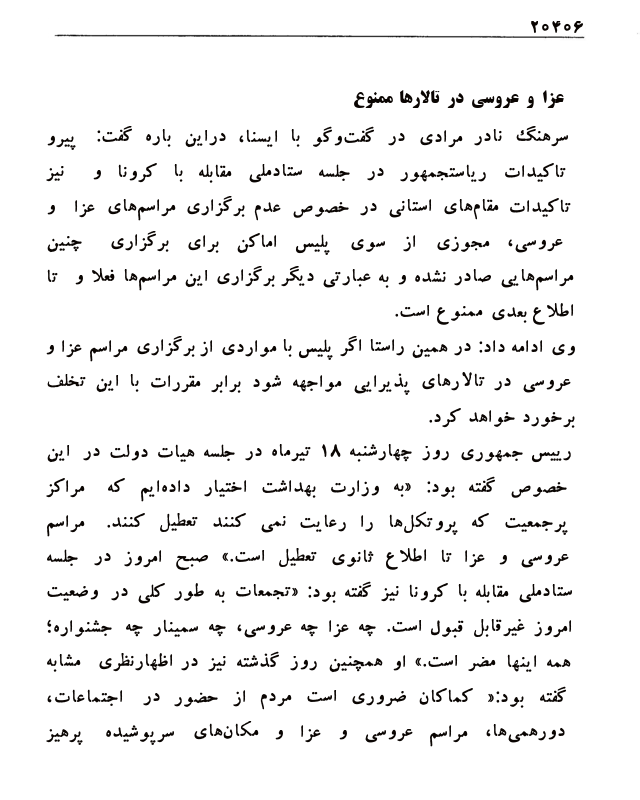 ۲۰۴۰۶
عزا و عروسی در تالارها ممنوع
سرهنگ نادر مرادی در گفت‌وگو با ایسنا، دراین باره گفت: پیرو
تاکیدات ریاستجمهور در جلسه ستادملی مقابله با کرونا و نیز
تاکیدات مقام‌های استانی در خصوص عدم برگزاری مراسم‌های عزا و
عروسی، مجوزی از سوی پلیس اماکن برای برگزاری چنین
مراسم‌هایی صادر نشده و به عبارتی دیگر برگزاری این مراسم‌ها فعلا و تا
اطلاع بعدی ممنوع است.
وی ادامه داد: در همین راستا اگر پلیس با مواردی از برگزاری مراسم عزا و
عروسی در تالارهای پذیرایی مواجهه شود برابر مقررات با این تخلف
برخورد خواهد کرد.
رییس جمهوری روز چهارشنبه ۱۸ تیرماه در جلسه هیات دولت در این
خصوص گفته بود: «به وزارت بهداشت اختیار داده‌ایم که مراکز
پرجمعیت که پروتکل‌ها را رعایت نمی کنند تعطیل کنند. مراسم
عروسی و عزا تا اطلاع ثانوی تعطیل است.» صبح امروز در جلسه
ستادملی مقابله با کرونا نیز گفته بود: «تجمعات به طور کلی در وضعیت
امروز غیرقابل قبول است. چه عزا چه عروسی، چه سمینار چه جشنواره؛
همه اینها مضر است.» او همچنین روز گذشته نیز در اظهارنظری مشابه
گفته بود:« کماکان ضروری است مردم از حضور در اجتماعات،
دورهمی‌ها، مراسم عروسی و عزا و مکان‌های سرپوشیده پرهیز